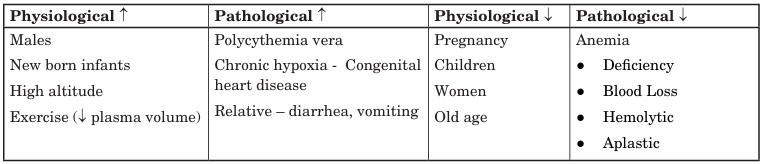 Physiological ↑ Pathological ↑ Physiological ↓ Pathological ↓
Males Polycythemia vera Pregnancy Anemia
New born infants Chronic hypoxia - Congenital heart disease Children ● Deficiency
High altitude Women ● Blood Loss
Exercise (↓ plasma volume) Relative – diarrhea, vomiting Old age ● Hemolytic
● Aplastic